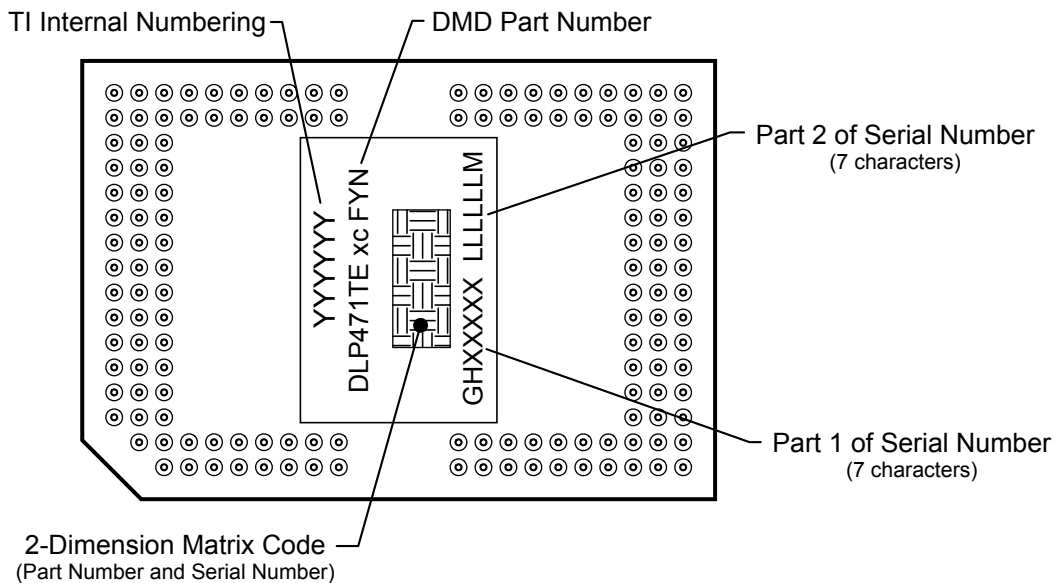 TI Internal Numbering
DMD Part Number
Part 2 of Serial Number
(7 characters)
YYYYYY
DLP471TE xc FYN
GHXXXXX LLLLLLM
Part 1 of Serial Number
(7 characters)
2-Dimension Matrix Code
(Part Number and Serial Number)